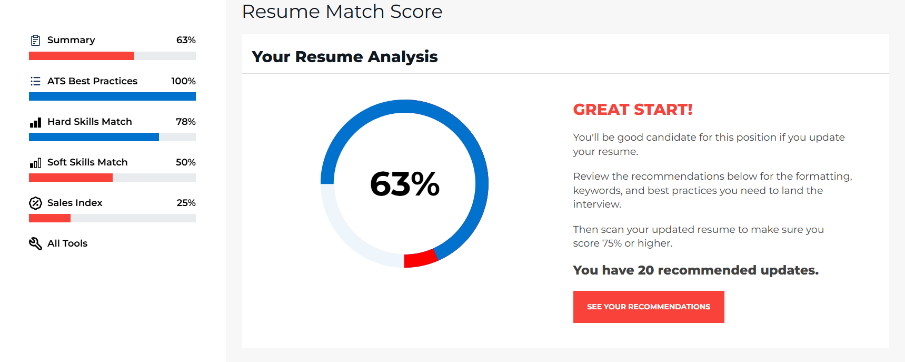 Resume Match Score
Summary 63%
ATS Best Practices 100%
Hard Skills Match 78%
Soft Skills Match 50%
Sales Index 25%
All Tools
Your Resume Analysis
63%
GREAT START!
You'll be good candidate for this position if you update
your resume.
Review the recommendations below for the formatting,
keywords, and best practices you need to land the
interview.
Then scan your updated resume to make sure you
score 75% or higher.
You have 20 recommended updates.
SEE YOUR RECOMMENDATIONS